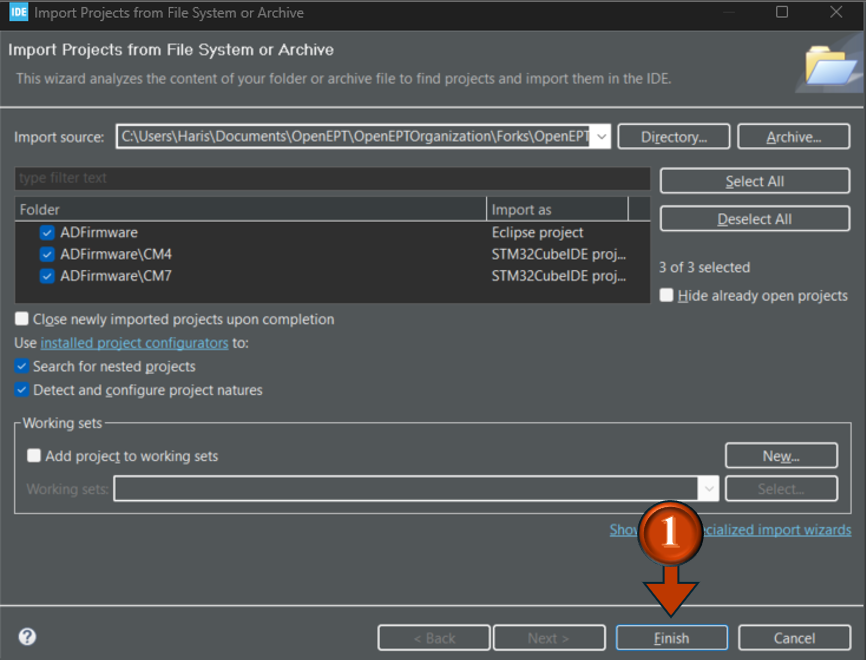 IDE Import Projects from File System or Archive
Import Projects from File System or Archive
This wizard analyzes the content of your folder or archive file to find projects and import them in the IDE.
Import source: C:\Users\Haris\Documents\OpenEPT\OpenEPTOrganization\Forks\OpenEPT Directory... Archive...
type filter text
Select All
Folder Import as
Deselect All
ADFirmware Eclipse project
ADFirmware\CM4 STM32CubeIDE proj...
ADFirmware\CM7 STM32CubeIDE proj...
3 of 3 selected
Hide already open projects
Close newly imported projects upon completion
Use installed project configurators to:
Search for nested projects
Detect and configure project natures
Working sets
Add project to working sets New...
Working sets: Select...
Show ecialized import wizards
1
? < Back Next > Finish Cancel